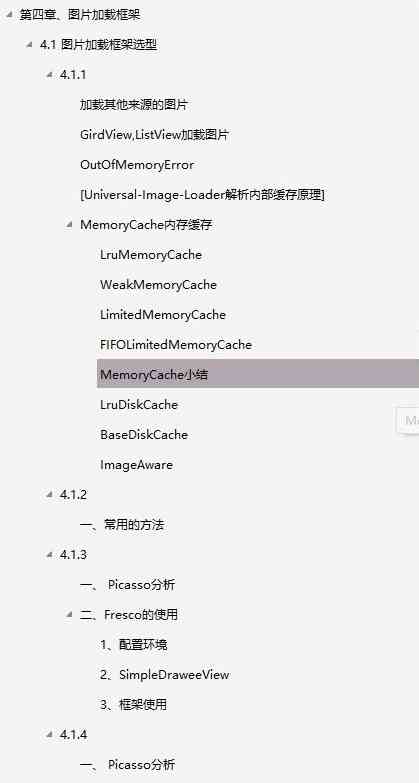 第四章、图片加载框架
4.1 图片加载框架选型
4.1.1
加载其他来源的图片
GirdView,ListView加载图片
OutOfMemoryError
[Universal-Image-Loader解析内部缓存原理]
MemoryCache内存缓存
LruMemoryCache
WeakMemoryCache
LimitedMemoryCache
FIFOLimitedMemoryCache
MemoryCache小结
LruDiskCache
BaseDiskCache
ImageAware
4.1.2
一、常用的方法
4.1.3
一、 Picasso分析
二、Fresco的使用
1、配置环境
2、SimpleDraweeView
3、框架使用
4.1.4
一、 Picasso分析